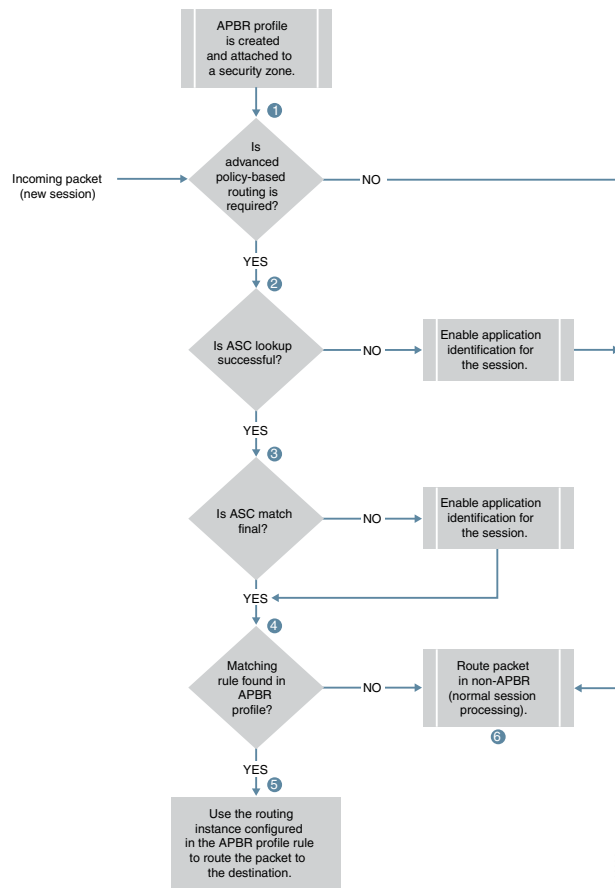 APBR profile
is created
and attached to
a security zone.
1
Is
advanced
policy-based
routing is
required?
Incoming packet
(new session)
NO
YES
2
Is ASC lookup
successful?
NO
Enable application
identification for
the session.
YES
3
Is ASC match
final?
NO
Enable application
identification for
the session.
YES
4
Matching
rule found in
APBR
profile?
NO
Route packet
in non-APBR
(normal session
processing).
6
YES
5
Use the routing
instance configured
in the APBR profile rule
to route the packet to
the destination.